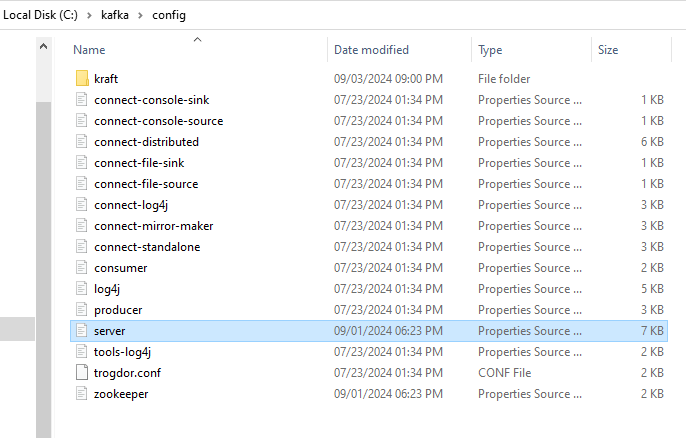 Local Disk (C:) > kafka > config
Name Date modified Type Size
kraft 09/03/2024 09:00 PM File folder
connect-console-sink 07/23/2024 01:34 PM Properties Source ... 1 KB
connect-console-source 07/23/2024 01:34 PM Properties Source ... 1 KB
connect-distributed 07/23/2024 01:34 PM Properties Source ... 6 KB
connect-file-sink 07/23/2024 01:34 PM Properties Source ... 1 KB
connect-file-source 07/23/2024 01:34 PM Properties Source ... 1 KB
connect-log4j 07/23/2024 01:34 PM Properties Source ... 3 KB
connect-mirror-maker 07/23/2024 01:34 PM Properties Source ... 3 KB
connect-standalone 07/23/2024 01:34 PM Properties Source ... 3 KB
consumer 07/23/2024 01:34 PM Properties Source ... 2 KB
log4j 07/23/2024 01:34 PM Properties Source ... 5 KB
producer 07/23/2024 01:34 PM Properties Source ... 3 KB
server 09/01/2024 06:23 PM Properties Source ... 7 KB
tools-log4j 07/23/2024 01:34 PM Properties Source ... 2 KB
trogdor.conf 07/23/2024 01:34 PM CONF File 2 KB
zookeeper 09/01/2024 06:23 PM Properties Source ... 2 KB